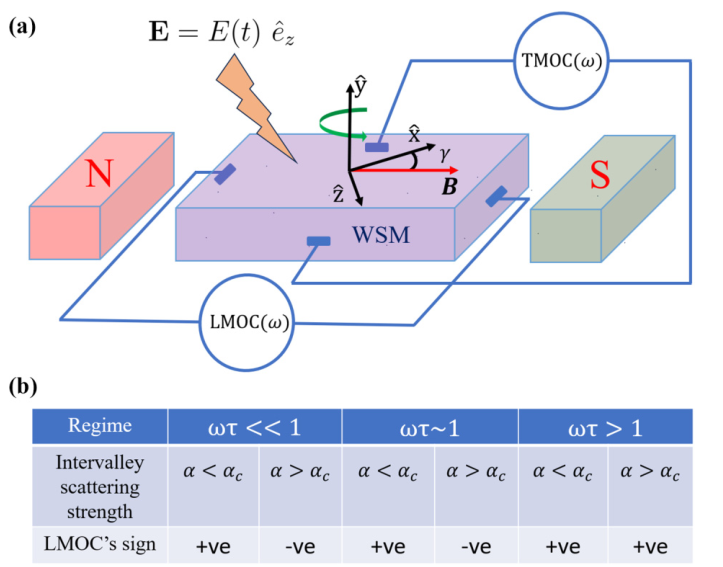 (a)
E = E(t) ê_z
TMOC(ω)
ŷ
x̂
γ
N
B
S
ẑ
WSM
LMOC(ω)
(b)
Regime ωτ << 1 ωτ~1 ωτ > 1
Intervalley scattering strength α < α_c α > α_c α < α_c α > α_c α < α_c α > α_c
LMOC's sign +ve -ve +ve -ve +ve +ve